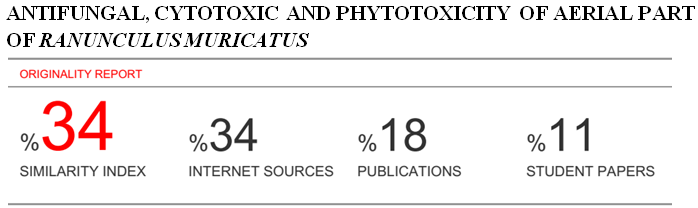 ANTIFUNGAL, CYTOTOXIC AND PHYTOTOXICITY OF AERIAL PART
OF RANUNCULUS MURICATUS
ORIGINALITY REPORT
%34 %34 %18 %11
SIMILARITY INDEX INTERNET SOURCES PUBLICATIONS STUDENT PAPERS